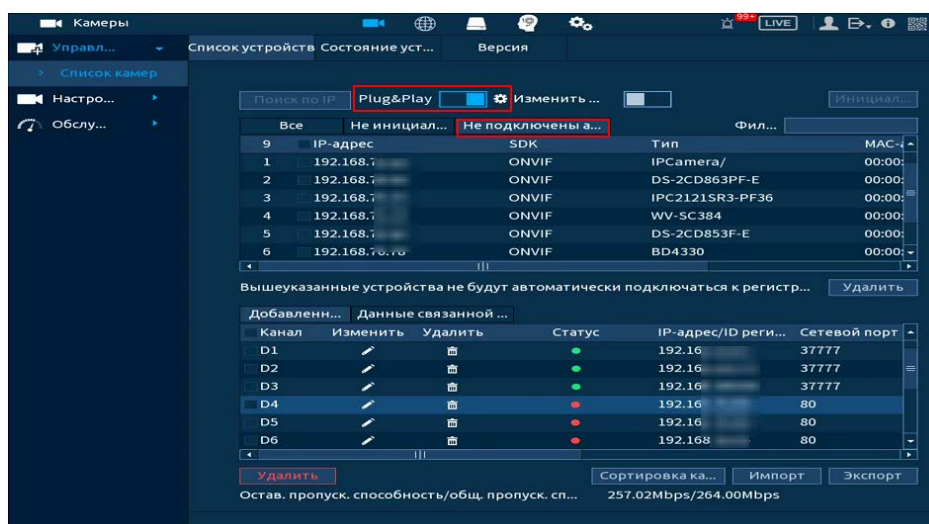 Камеры 99+ LIVE
Управл... Список устройств Состояние уст... Версия
> Список камер
Настро... Поиск по IP Plug&Play Изменить ... Инициал...
Обслу... Все Не инициал... Не подключены а... Фил...
9 IP-адрес SDK Тип MAC-
1 192.168. ONVIF IPCamera/ 00:00:
2 192.168. ONVIF DS-2CD863PF-E 00:00:
3 192.168. ONVIF IPC2121SR3-PF36 00:00:
4 192.168. ONVIF WV-SC384 00:00:
5 192.168. ONVIF DS-2CD853F-E 00:00:
6 192.168. ONVIF BD4330 00:00:
Вышеуказанные устройства не будут автоматически подключаться к регистр... Удалить
Добавленн... Данные связанной ...
Канал Изменить Удалить Статус IP-адрес/ID реги... Сетевой порт
D1 192.16 37777
D2 192.16 37777
D3 192.16 37777
D4 192.16 80
D5 192.16 80
D6 192.168 80
Удалить Сортировка ка... Импорт Экспорт
Остав. пропуск. способность/общ. пропуск. сп... 257.02Mbps/264.00Mbps